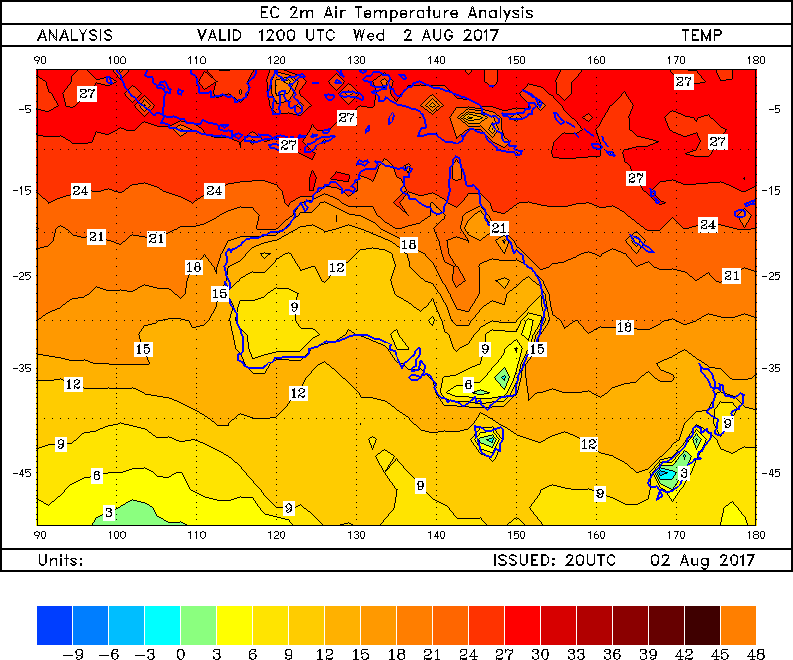 EC 2m Air Temperature Analysis
ANALYSIS VALID 1200 UTC Wed 2 AUG 2017 TEMP
90 100 110 120 130 140 150 160 170 180
27 27
-5 -5
27
27 27
27
-15 24 24 -15
21 24
21 21
18
18 12
-25 21 -25
15
9
18
15 9 15
-35 -35
6
12 12
9
9 12
-45 6 3 -45
9 9
9
3
90 100 110 120 130 140 150 160 170 180
Units: ISSUED: 20UTC 02 Aug 2017
-9 -6 -3 0 3 6 9 12 15 18 21 24 27 30 33 36 39 42 45 48